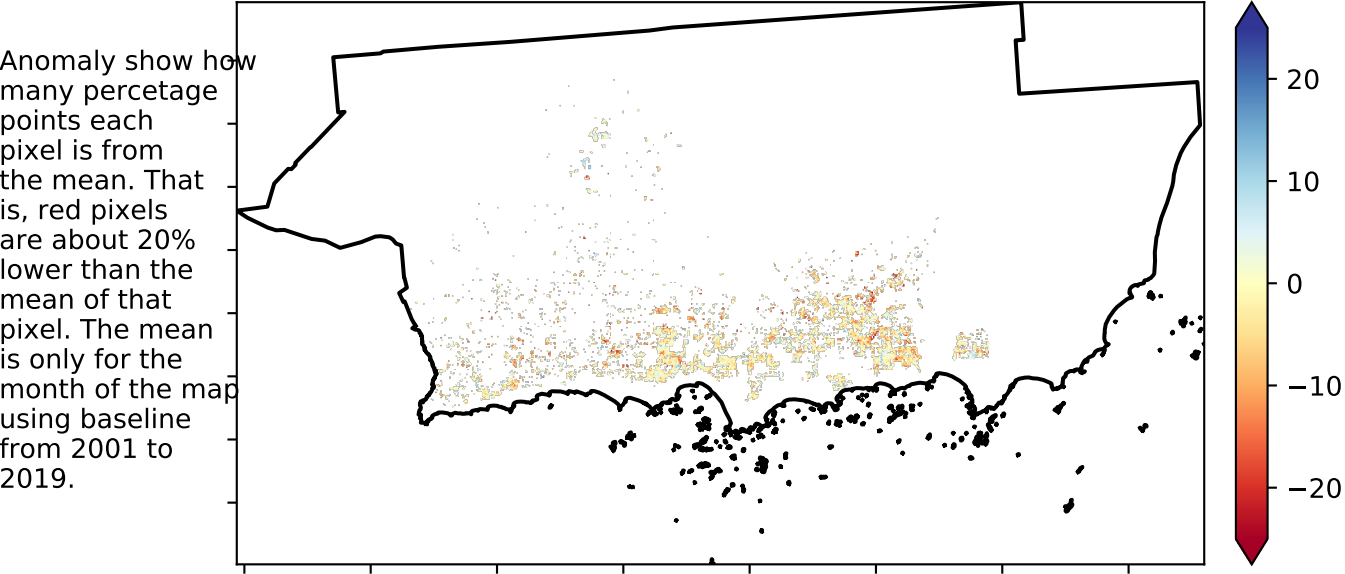 Anomaly show how
many percetage
points each
pixel is from
the mean. That
is, red pixels
are about 20%
lower than the
mean of that
pixel. The mean
is only for the
month of the map
using baseline
from 2001 to
2019.
20
10
0
−10
−20